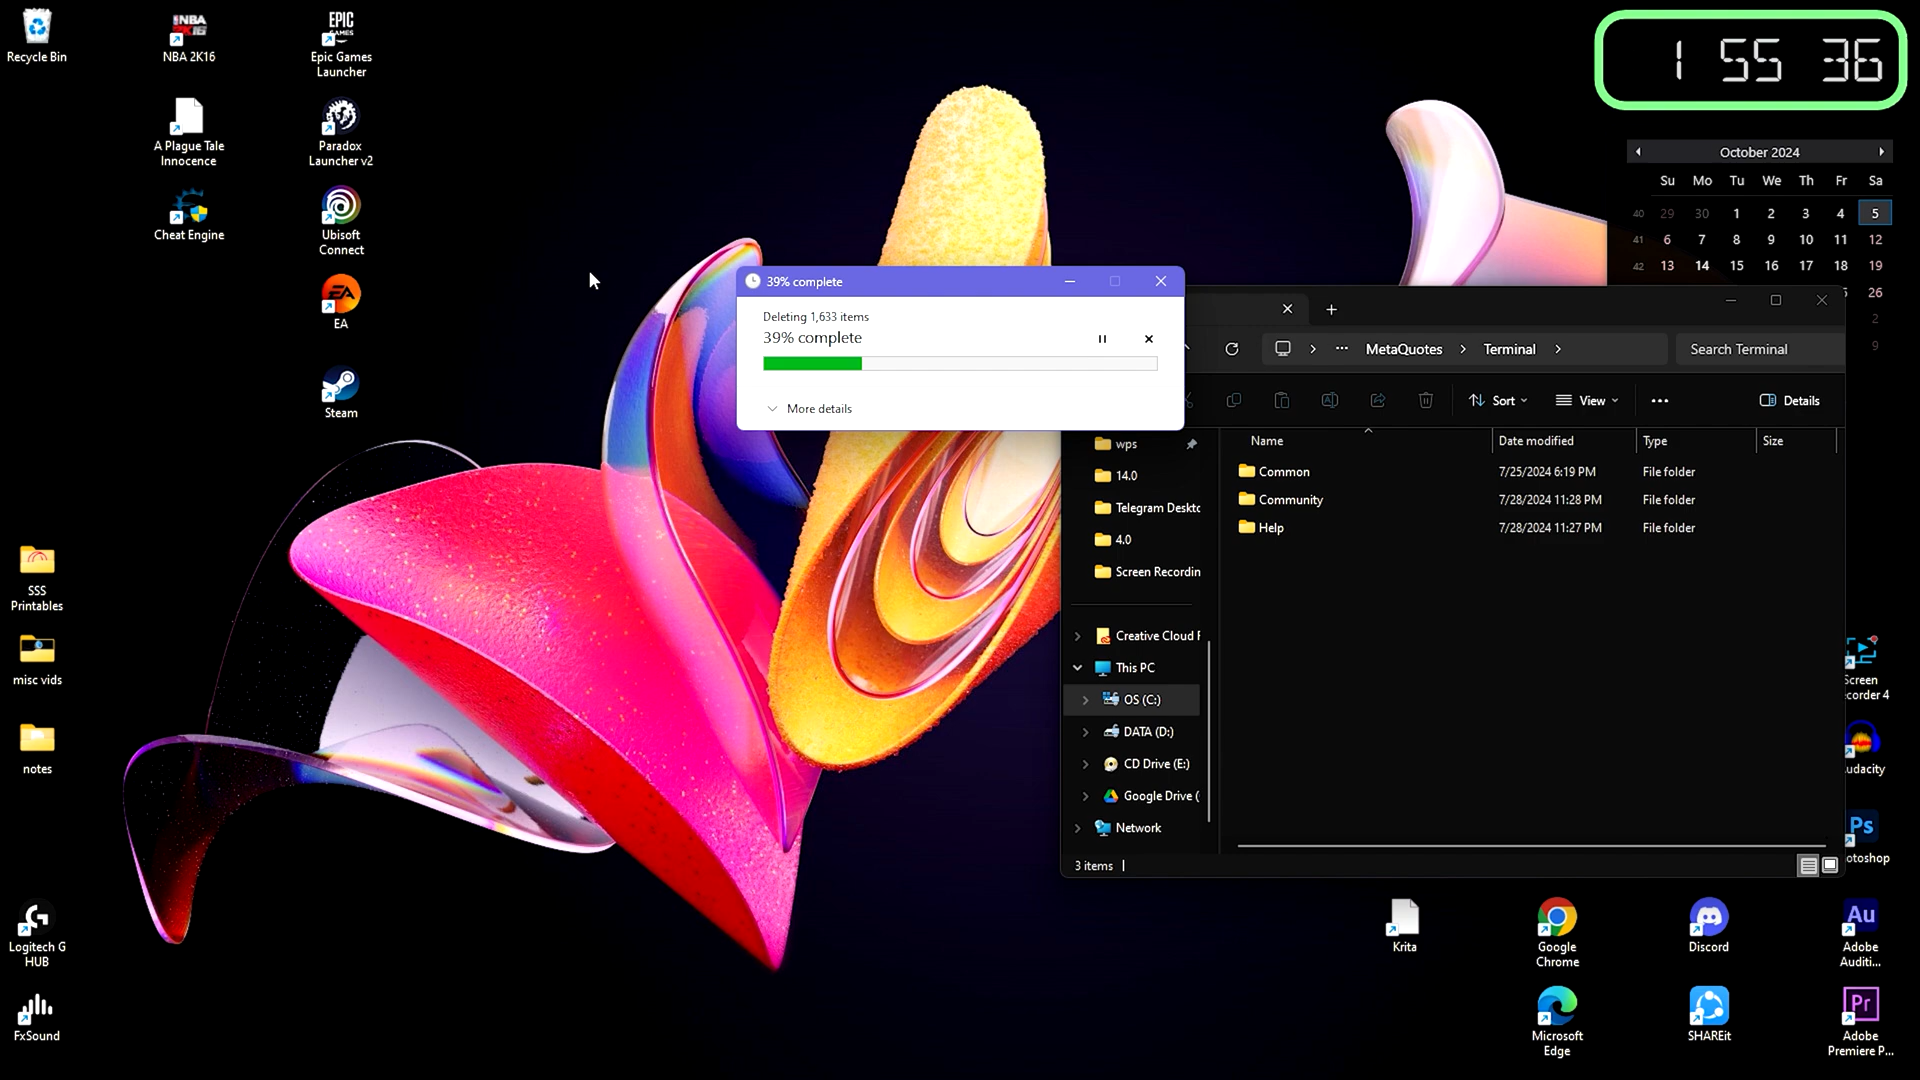 Recycle Bin
NBA 2K16
Epic Games
Launcher
A Plague Tale
Innocence
Paradox
Launcher v2
Cheat Engine
Ubisoft
Connect
EA
Steam
SSS
Printables
misc vids
notes
Logitech G
HUB
FxSound
1 55 36
October 2024
Su Mo Tu We Th Fr Sa
40 29 30 1 2 3 4 5
41 6 7 8 9 10 11 12
42 13 14 15 16 17 18 19
26
2
9
39% complete
Deleting 1,633 items
39% complete
More details
MetaQuotes
Terminal
Search Terminal
Sort
View
Details
wps
14.0
Telegram Deskto
4.0
Screen Recordin
Creative Cloud F
This PC
OS (C:)
DATA (D:)
CD Drive (E:)
Google Drive (
Network
Name Date modified Type Size
Common 7/25/2024 6:19 PM File folder
Community 7/28/2024 11:28 PM File folder
Help 7/28/2024 11:27 PM File folder
3 items
Screen
corder 4
udacity
Ps
otoshop
Krita
Google
Chrome
Discord
Au
Adobe
Auditi...
Microsoft
Edge
SHAREit
Pr
Adobe
Premiere P...